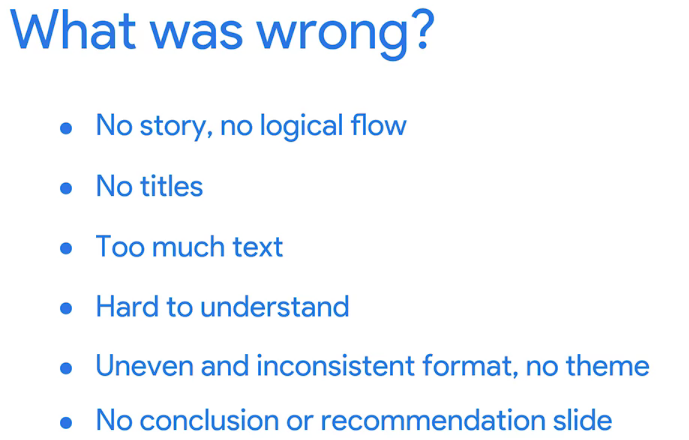 What was wrong?
• No story, no logical flow
• No titles
• Too much text
• Hard to understand
• Uneven and inconsistent format, no theme
• No conclusion or recommendation slide